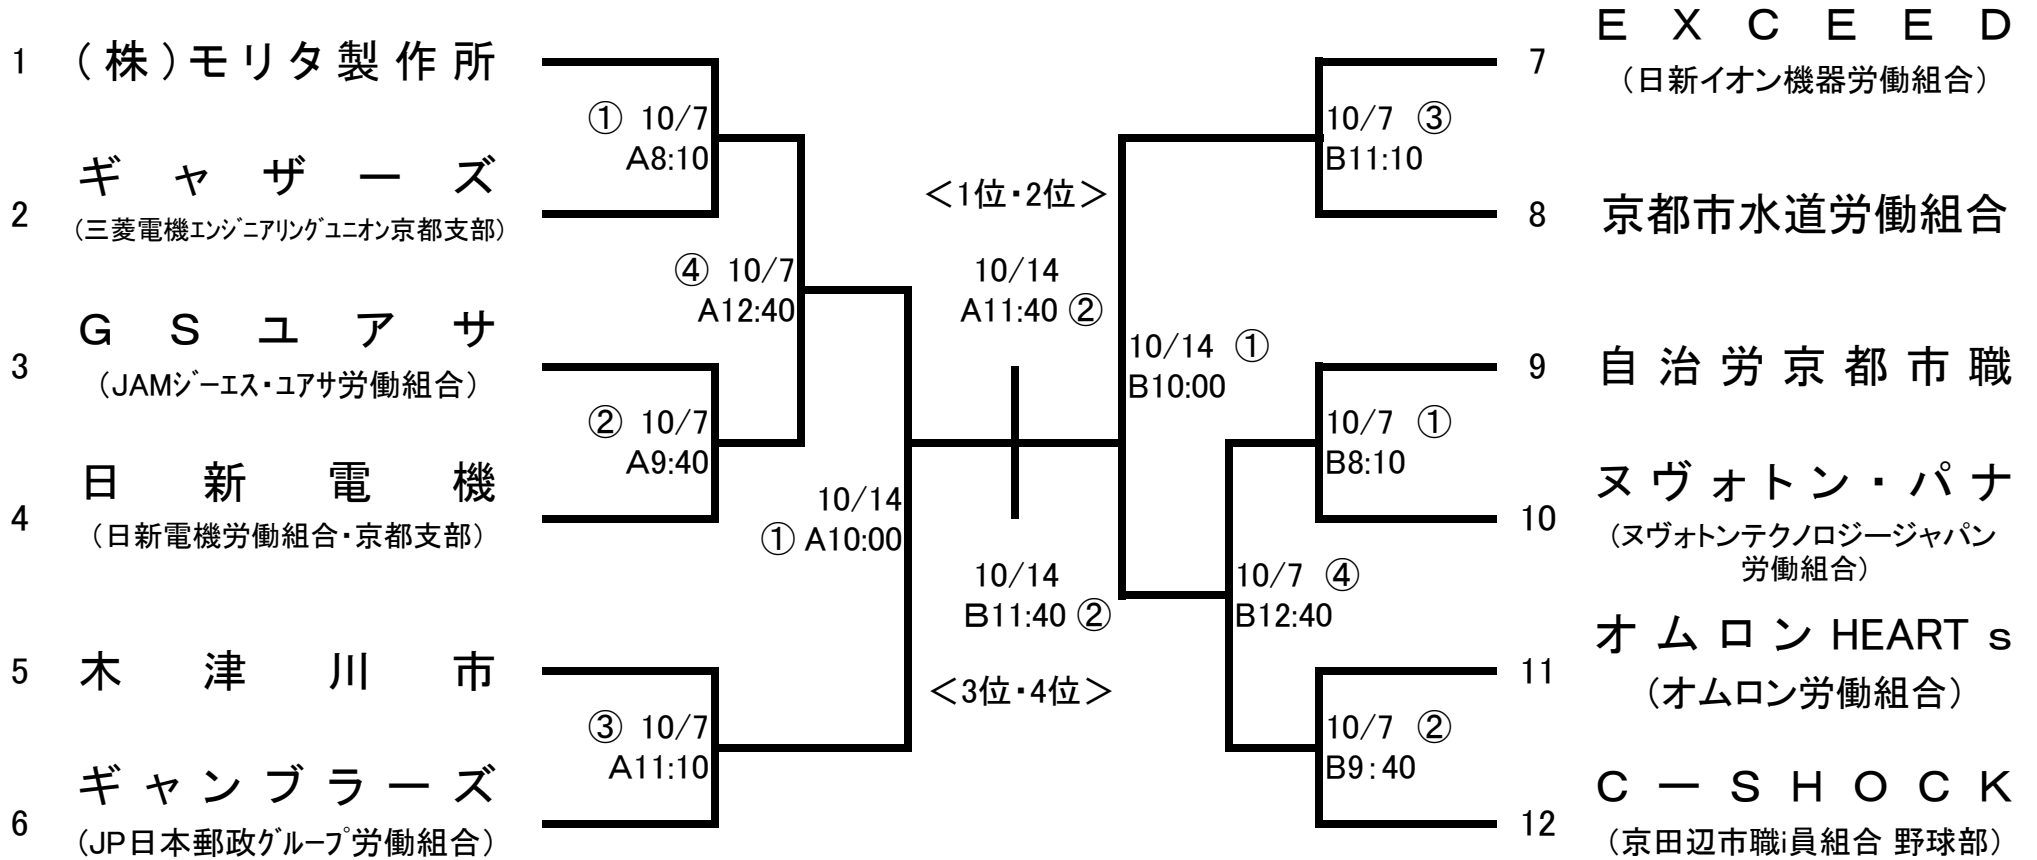 1 (株)モリタ製作所
① 10/7
A8:10
ギャザーズ
2 (三菱電機エンジニアリングユニオン京都支部)
④ 10/7
A12:40
GSユアサ
3 (JAMジーエス・ユアサ労働組合)
② 10/7
A9:40
日新電機
4 (日新電機労働組合・京都支部)
10/14
① A10:00
5 木津川市
③ 10/7
A11:10
ギャンブラーズ
6 (JP日本郵政グループ労働組合)
<1位・2位>
10/14
A11:40 ②
10/14
B11:40 ②
<3位・4位>
EXCEED
7 (日新イオン機器労働組合)
10/7 ③
B11:10
8 京都市水道労働組合
10/14 ①
B10:00
9 自治労京都市職
10/7 ①
B8:10
ヌヴォトン・パナ
10 (ヌヴォトンテクノロジージャパン
労働組合)
10/7 ④
B12:40
オムロンHEARTs
11 (オムロン労働組合)
10/7 ②
B9:40
C-SHOCK
12 (京田辺市職i員組合 野球部)